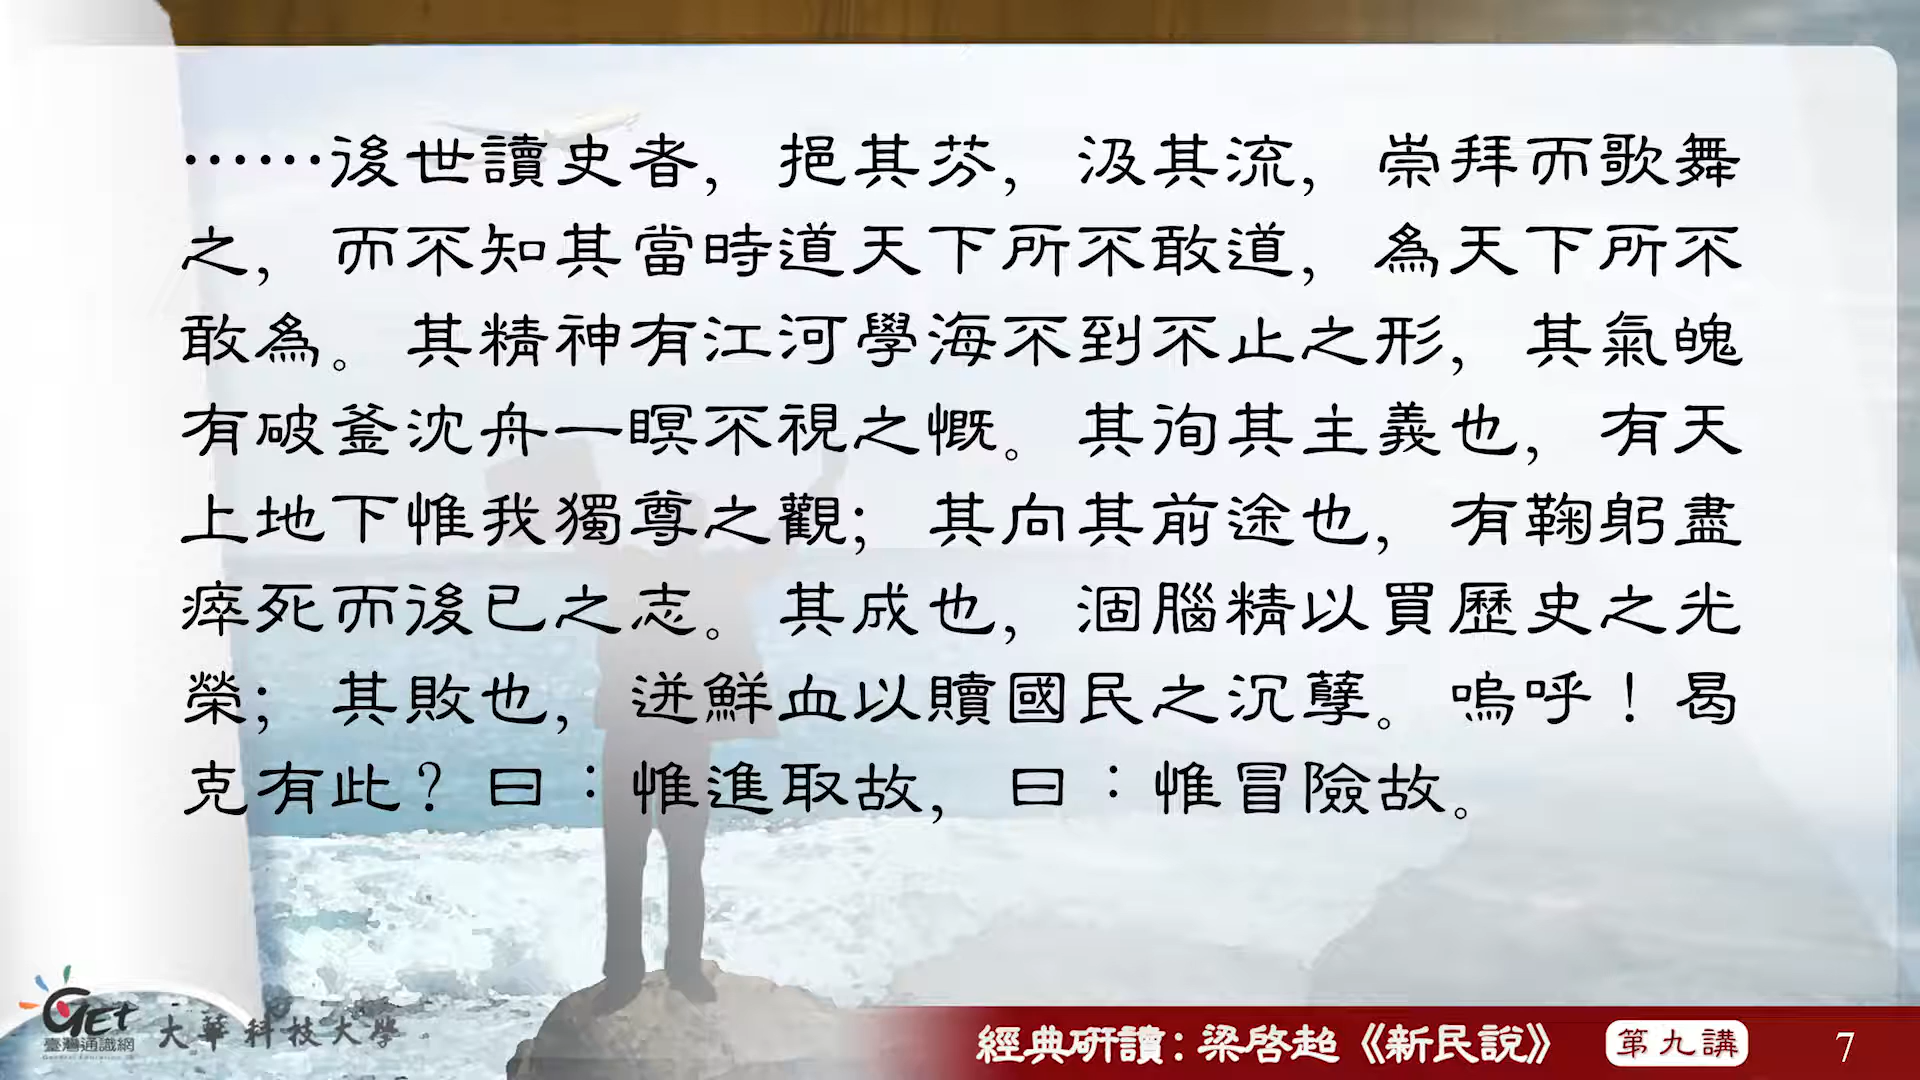 ……後世讀史者，挹其芬，汲其流，崇拜而歌舞
之，而不知其當時道天下所不敢道，為天下所不
敢為。其精神有江河學海不到不止之形，其氣魄
有破釜沈舟一瞑不視之慨。其徇其主義也，有天
上地下惟我獨尊之觀；其向其前途也，有鞠躬盡
瘁死而後已之志。其成也，涸腦精以買歷史之光
榮；其敗也，迸鮮血以贖國民之沉孽。嗚呼！曷
克有此？曰：惟進取故，曰：惟冒險故。
GET
臺灣通識網
大華科技大學
經典研讀：梁啓超《新民說》
第九講
7